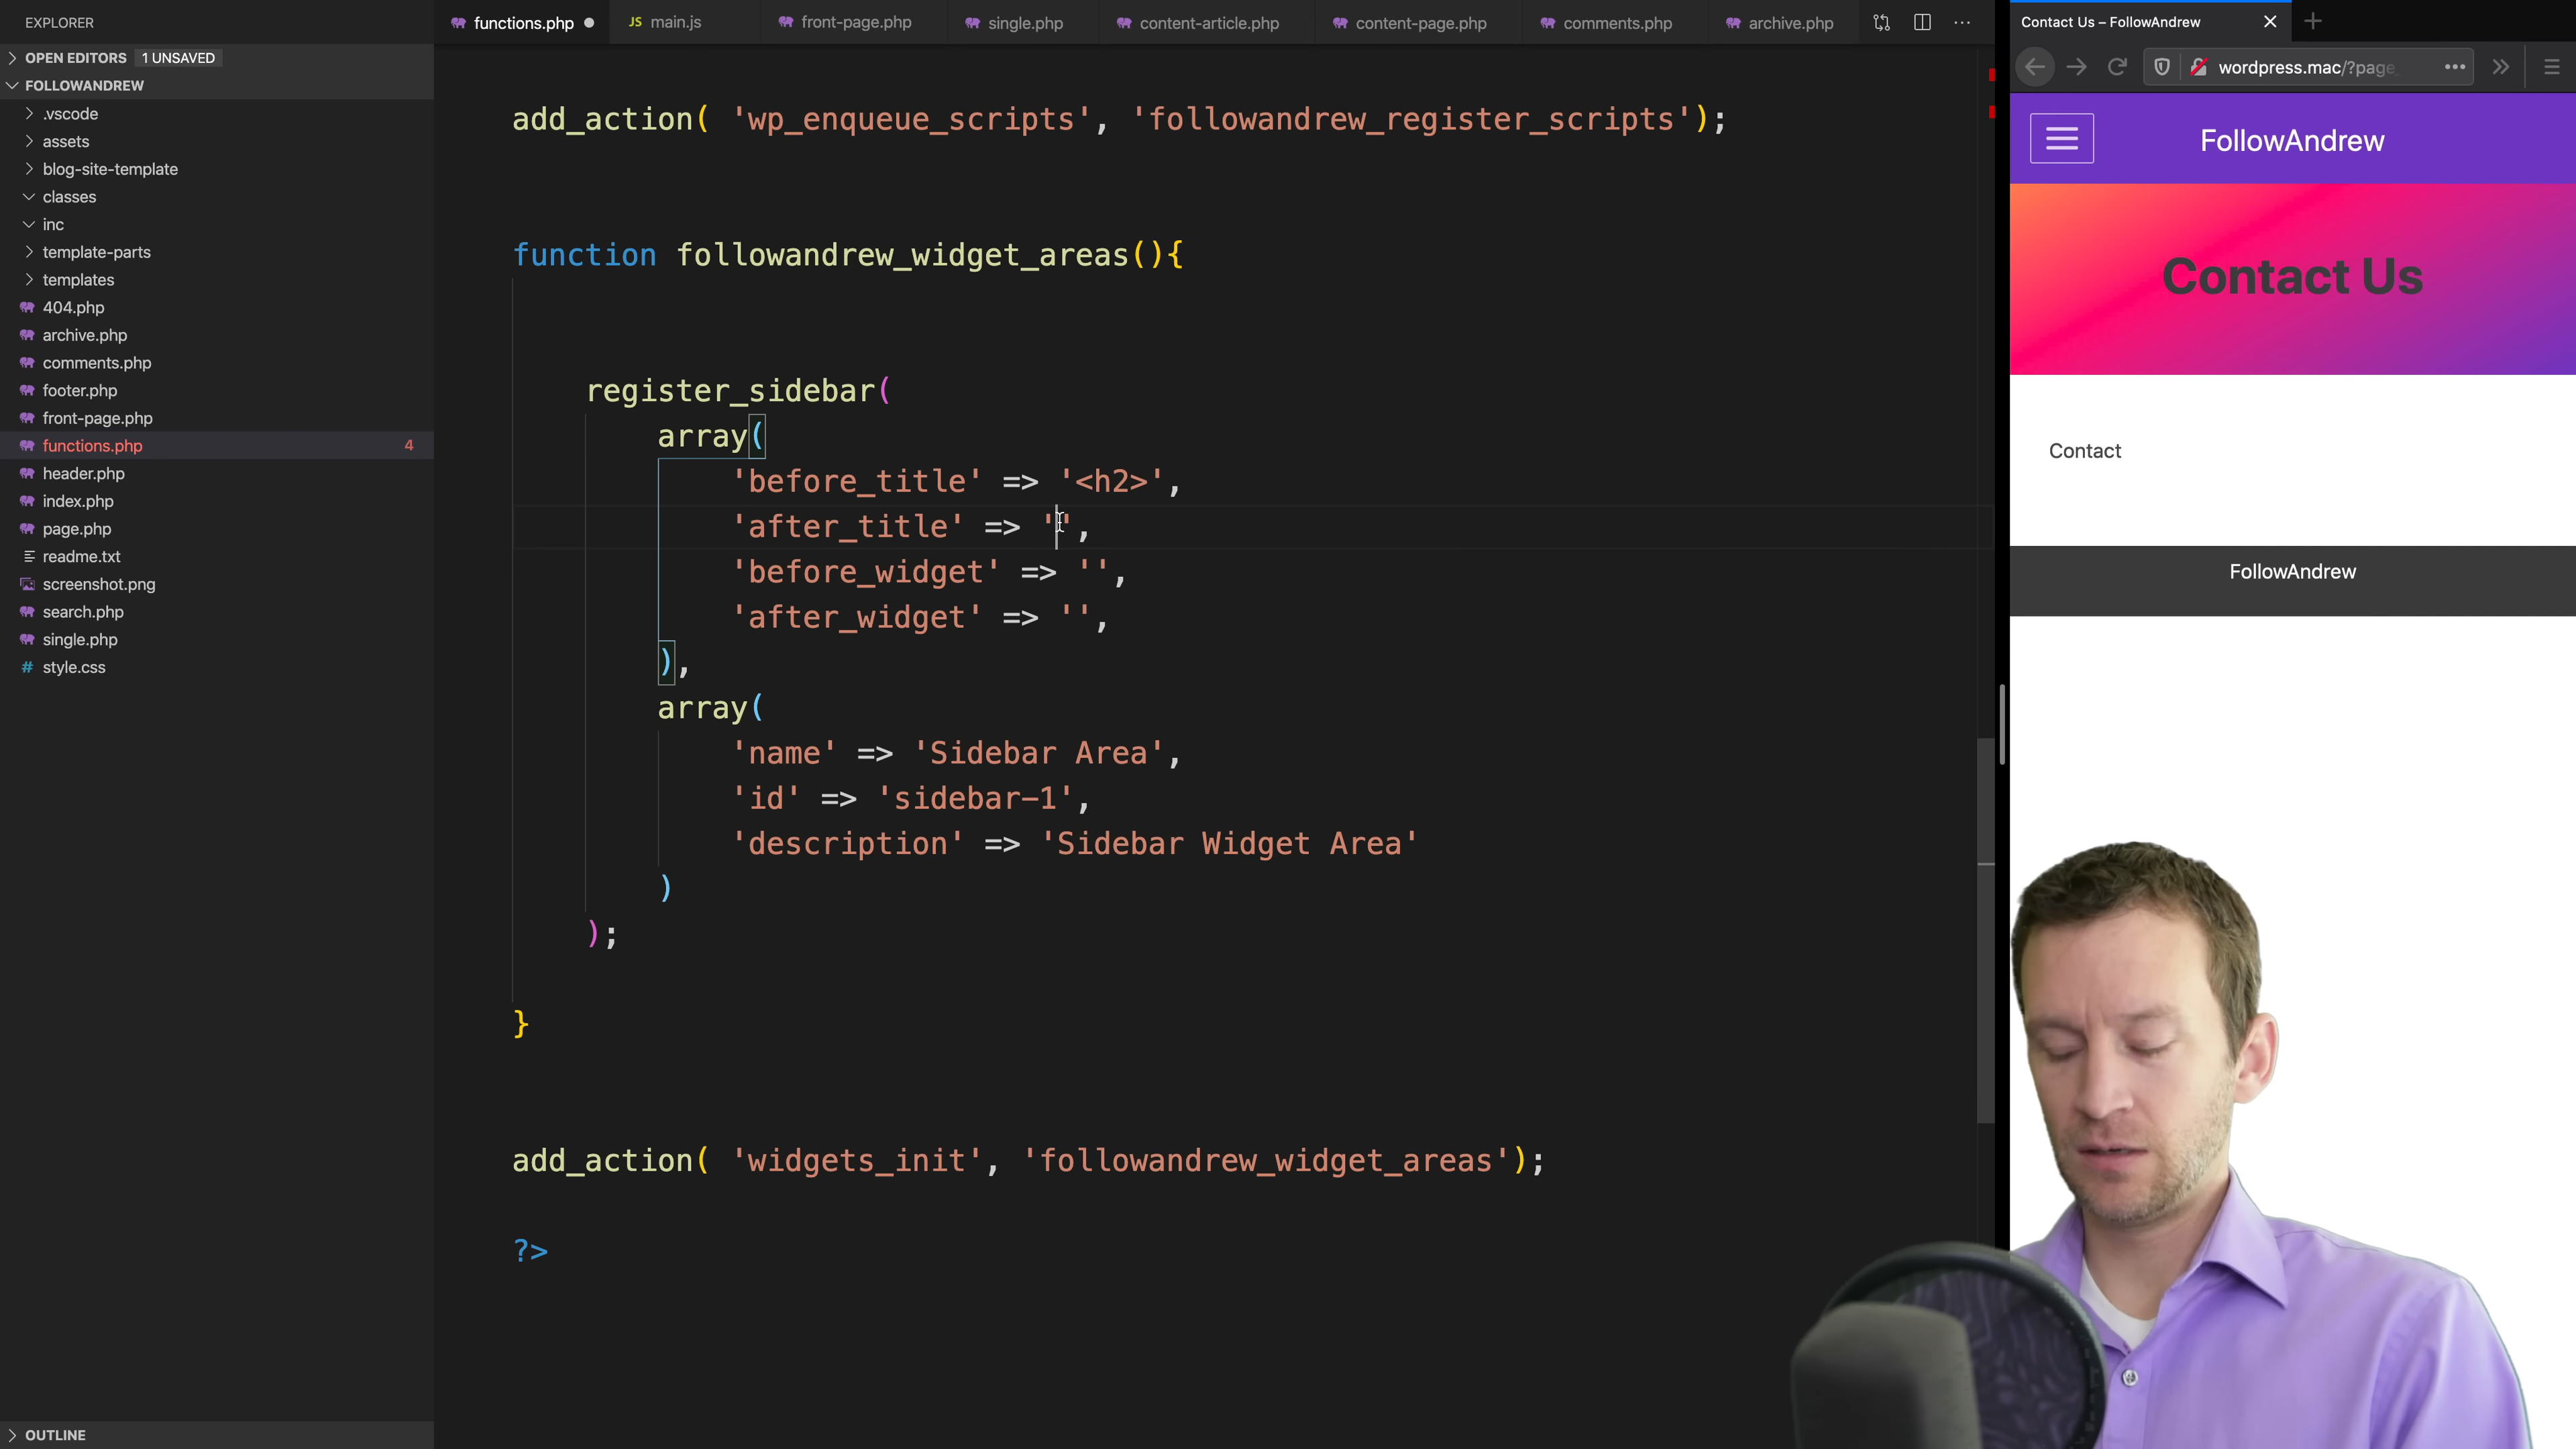 EXPLORER
OPEN EDITORS 1 UNSAVED
FOLLOWANDREW
.vscode
assets
blog-site-template
classes
inc
template-parts
templates
404.php
archive.php
comments.php
footer.php
front-page.php
functions.php 4
header.php
index.php
page.php
readme.txt
screenshot.png
search.php
single.php
# style.css
OUTLINE
functions.php
JS main.js
front-page.php
single.php
content-article.php
content-page.php
comments.php
archive.php
add_action( 'wp_enqueue_scripts', 'followandrew_register_scripts');
function followandrew_widget_areas(){
register_sidebar(
array(
'before_title' => '<h2>',
'after_title' => '',
'before_widget' => '',
'after_widget' => '',
),
array(
'name' => 'Sidebar Area',
'id' => 'sidebar-1',
'description' => 'Sidebar Widget Area'
)
);
}
add_action( 'widgets_init', 'followandrew_widget_areas');
?>
Contact Us – FollowAndrew
wordpress.mac/?page_
FollowAndrew
Contact Us
Contact
FollowAndrew